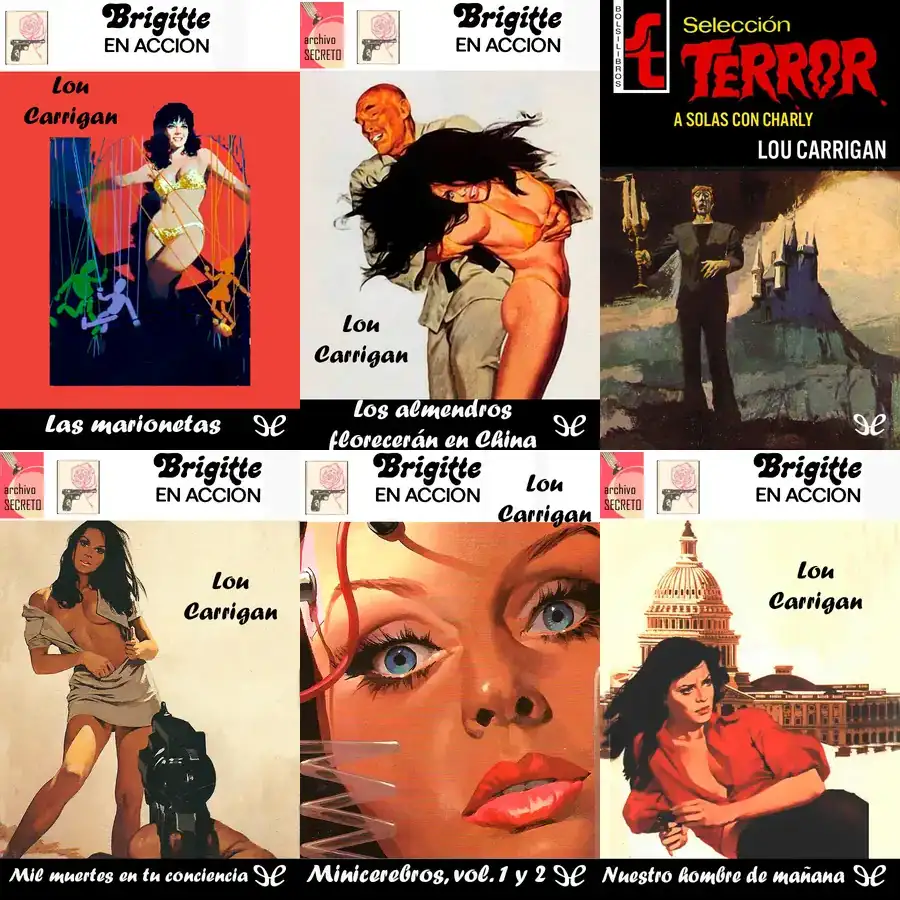 Brigitte
EN ACCION
Lou
Carrigan
Las marionetas
archivo
SECRETO
Brigitte
EN ACCION
Lou
Carrigan
Los almendros
florecerán en China
BOLSILIBROS
Selección
TERROR
A SOLAS CON CHARLY
LOU CARRIGAN
archivo
SECRETO
Brigitte
EN ACCION
Lou
Carrigan
Mil muertes en tu conciencia
Brigitte
EN ACCION
Lou
Carrigan
Minicerebros, vol. 1 y 2
archivo
SECRETO
Brigitte
EN ACCION
Lou
Carrigan
Nuestro hombre de mañana